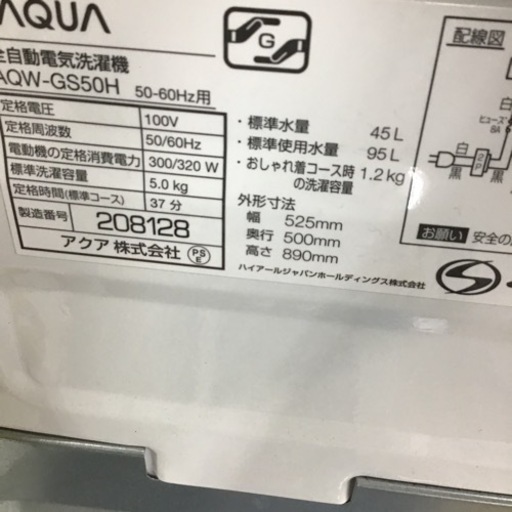 AQUA
全自動電気洗濯機
AQW-GS50H 50-60Hz用
定格電圧 100V
定格周波数 50/60Hz
電動機の定格消費電力 300/320 W
標準洗濯容量 5.0 kg
定格時間(標準コース) 37 分
製造番号 208128
アクア 株式会社
PS
E
G
・標準水量 45 L
・標準使用水量 95 L
・おしゃれ着コース時 1.2 kg
の洗濯容量
外形寸法
幅 525mm
奥行 500mm
高さ 890mm
ハイアールジャパンホールディングス株式会社
配線図
白
ヒューズ
8A
白
黒
黒
お願い 安全の